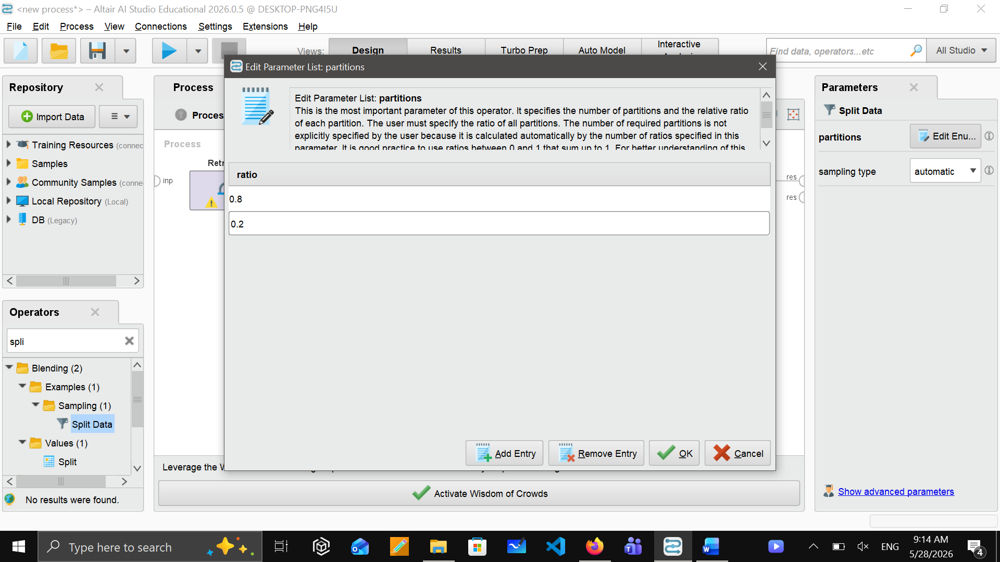 <new process*> – Altair AI Studio Educational 2026.0.5 @ DESKTOP-PNG4I5U
File Edit Process View Connections Settings Extensions Help
Views: Design Results Turbo Prep Auto Model Interactive
Find data, operators...etc
All Studio
Edit Parameter List: partitions
Repository
Import Data
Training Resources (connec
Samples
Community Samples (conne
Local Repository (Local)
DB (Legacy)
Operators
spli
Blending (2)
Examples (1)
Sampling (1)
Split Data
Values (1)
Split
No results were found.
Process
Proces
Process
Retr
inp
Edit Parameter List: partitions
This is the most important parameter of this operator. It specifies the number of partitions and the relative ratio
of each partition. The user must specify the ratio of all partitions. The number of required partitions is not
explicitly specified by the user because it is calculated automatically by the number of ratios specified in this
parameter. It is good practice to use ratios between 0 and 1 that sum up to 1. For better understanding of this
ratio
0.8
0.2
Add Entry
Remove Entry
OK
Cancel
res
res
Leverage the W
Activate Wisdom of Crowds
Parameters
Split Data
partitions
Edit Enu...
sampling type
automatic
Show advanced parameters
Type here to search
ENG
9:14 AM
5/28/2026
4